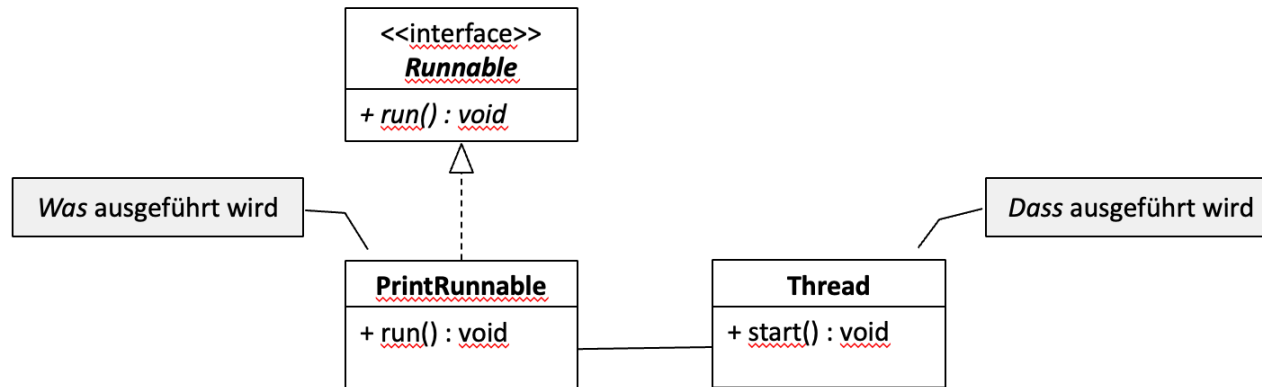 <<interface>>
Runnable
+ run() : void
Was ausgeführt wird
Dass ausgeführt wird
PrintRunnable
+ run() : void
Thread
+ start() : void